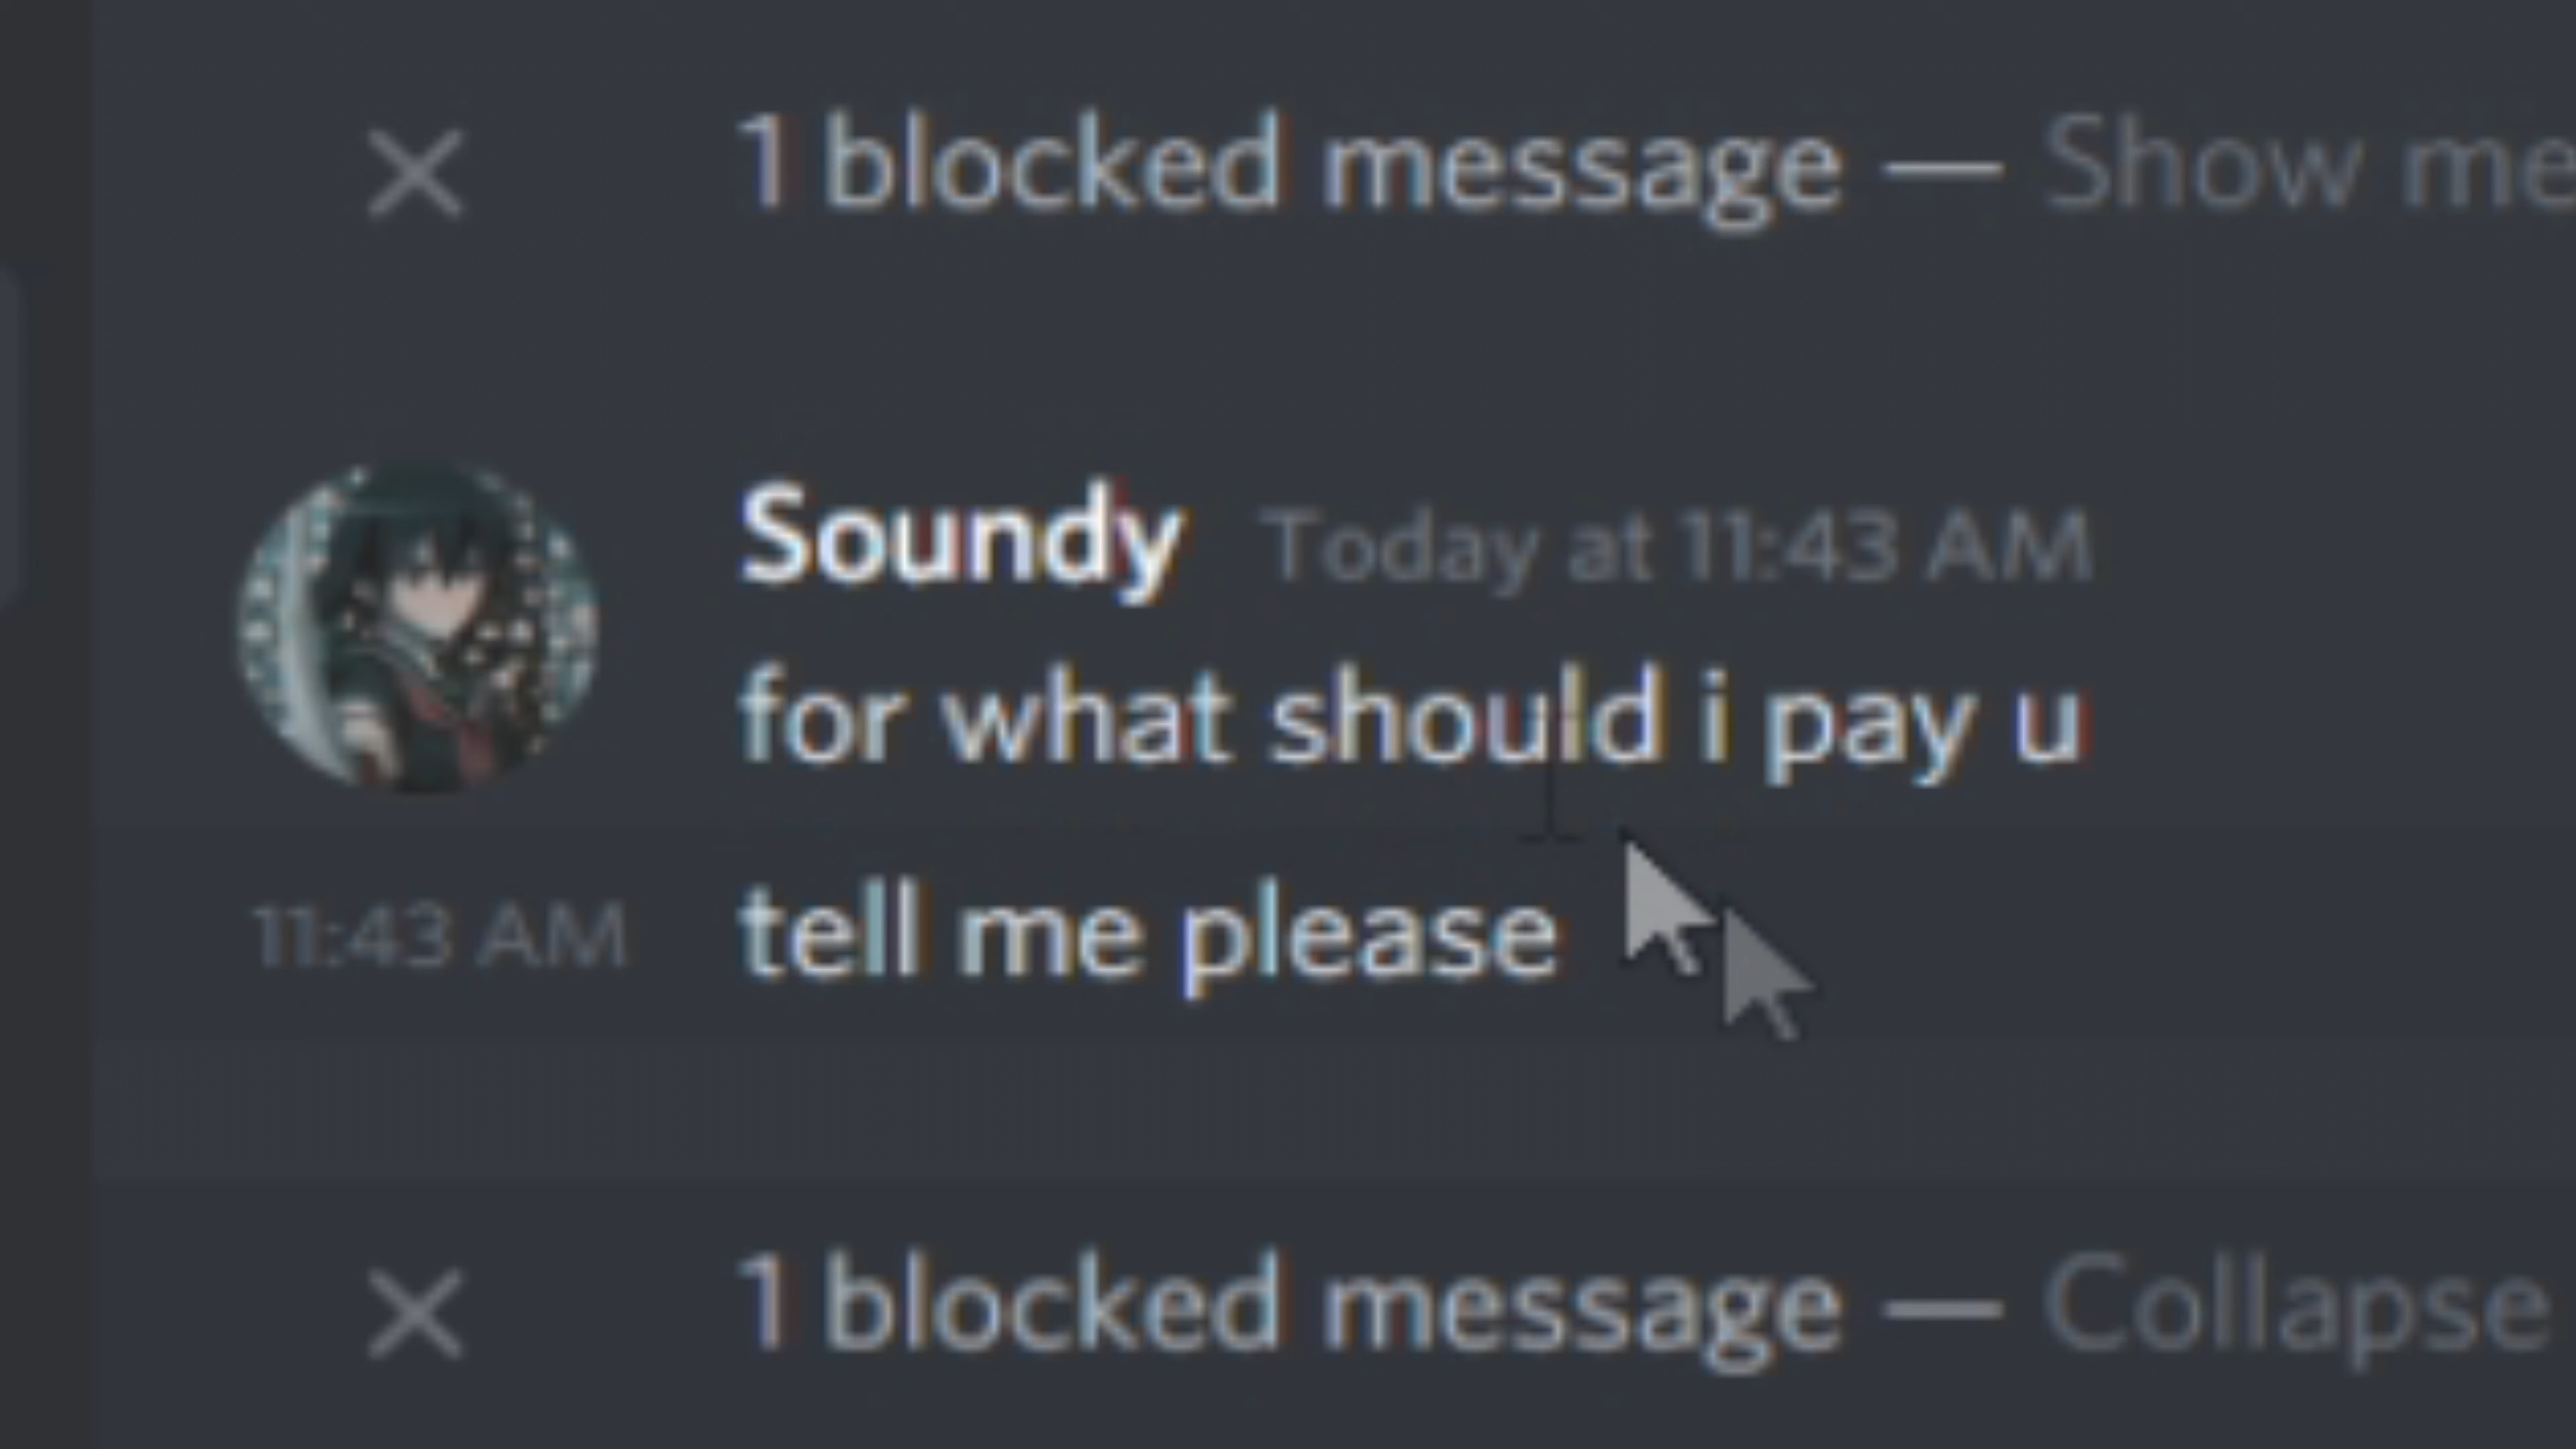 1 blocked message — Show me
Soundy Today at 11:43 AM
for what should i pay u
11:43 AM tell me please
1 blocked message — Collapse